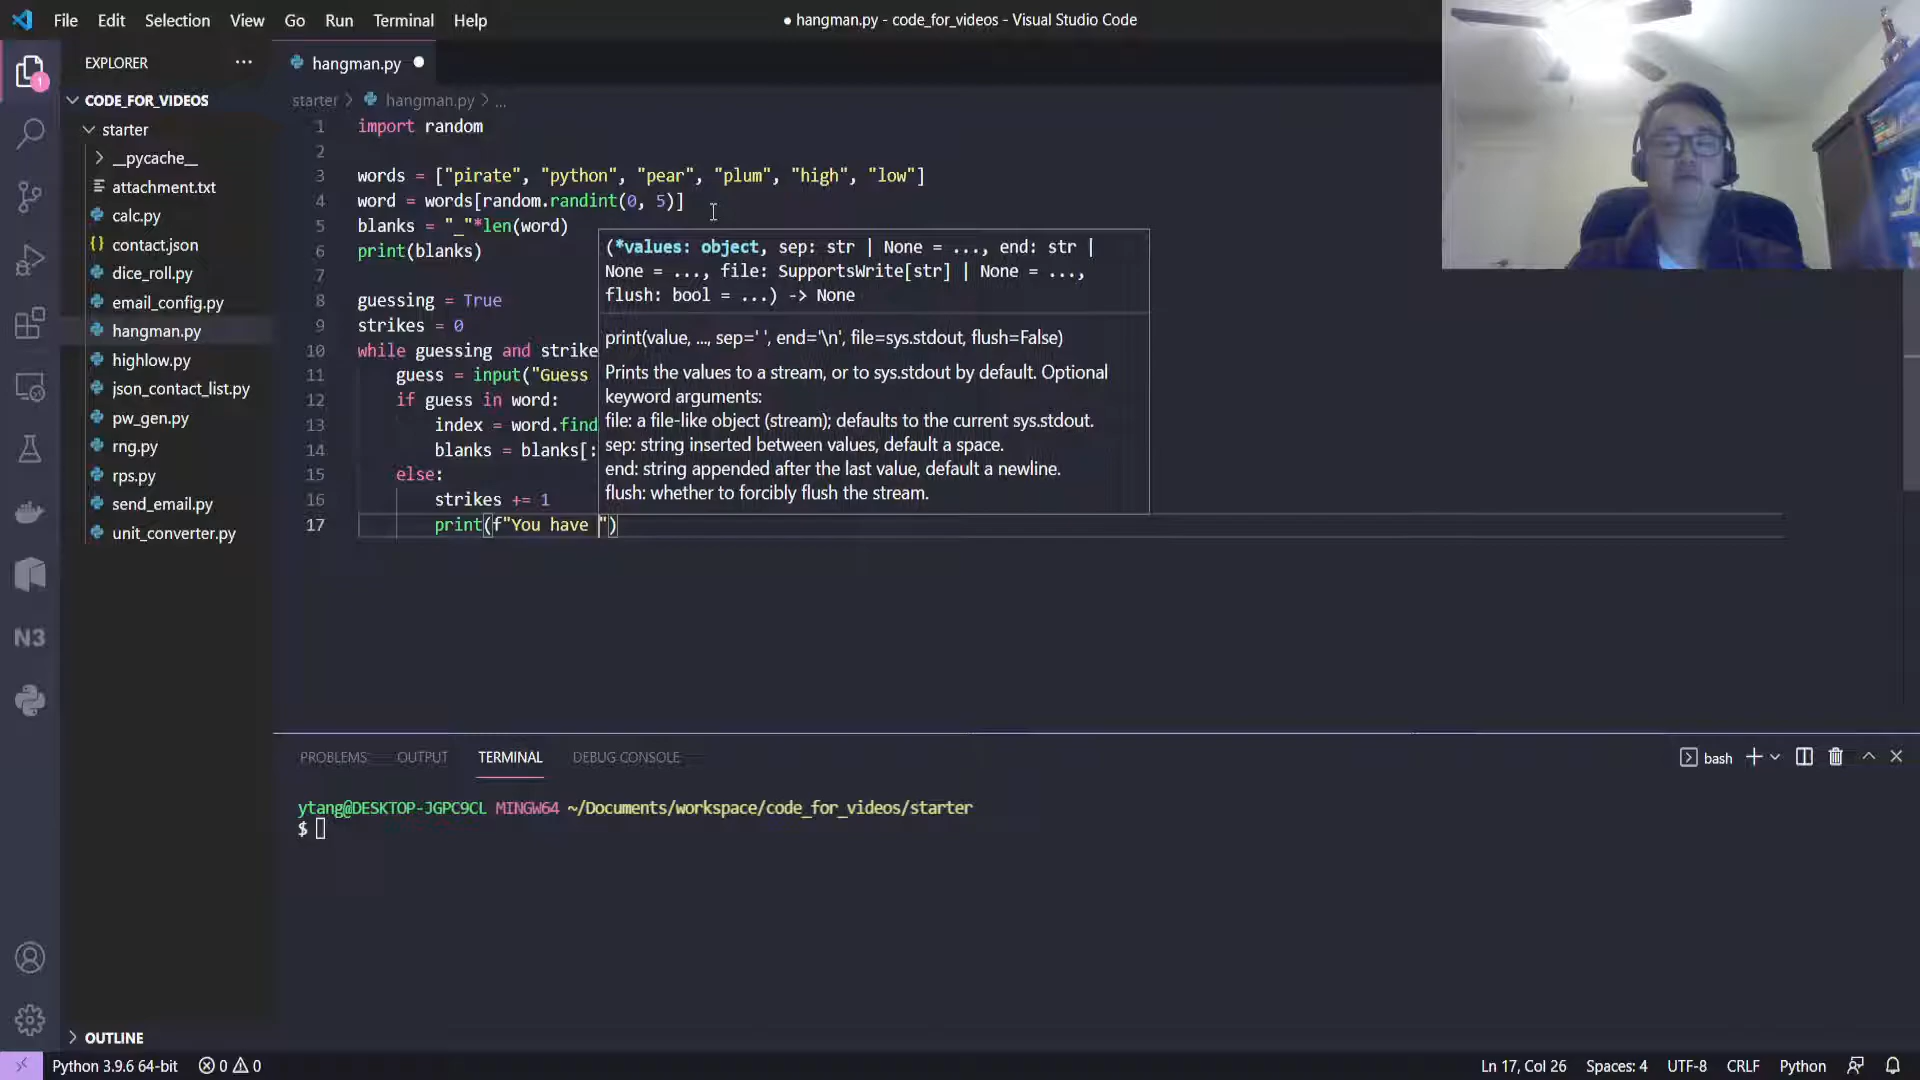 File Edit Selection View Go Run Terminal Help
● hangman.py - code_for_videos - Visual Studio Code
EXPLORER ...
hangman.py
CODE_FOR_VIDEOS
starter > hangman.py > ...
starter
__pycache__
attachment.txt
calc.py
{} contact.json
dice_roll.py
email_config.py
hangman.py
highlow.py
json_contact_list.py
pw_gen.py
rng.py
rps.py
send_email.py
unit_converter.py
1
N3
1 import random
2
3 words = ["pirate", "python", "pear", "plum", "high", "low"]
4 word = words[random.randint(0, 5)]
5 blanks = "_"*len(word)
6 print(blanks)
7
8 guessing = True
9 strikes = 0
10 while guessing and strike
11 guess = input("Guess
12 if guess in word:
13 index = word.find
14 blanks = blanks[:
15 else:
16 strikes += 1
17 print(f"You have ")
(*values: object, sep: str | None = ..., end: str |
None = ..., file: SupportsWrite[str] | None = ...,
flush: bool = ...) -> None
print(value, ..., sep=' ', end='\n', file=sys.stdout, flush=False)
Prints the values to a stream, or to sys.stdout by default. Optional
keyword arguments:
file: a file-like object (stream); defaults to the current sys.stdout.
sep: string inserted between values, default a space.
end: string appended after the last value, default a newline.
flush: whether to forcibly flush the stream.
PROBLEMS OUTPUT TERMINAL DEBUG CONSOLE
bash
ytang@DESKTOP-JGPC9CL MINGW64 ~/Documents/workspace/code_for_videos/starter
$
OUTLINE
Python 3.9.6 64-bit 0 0
Ln 17, Col 26 Spaces: 4 UTF-8 CRLF Python